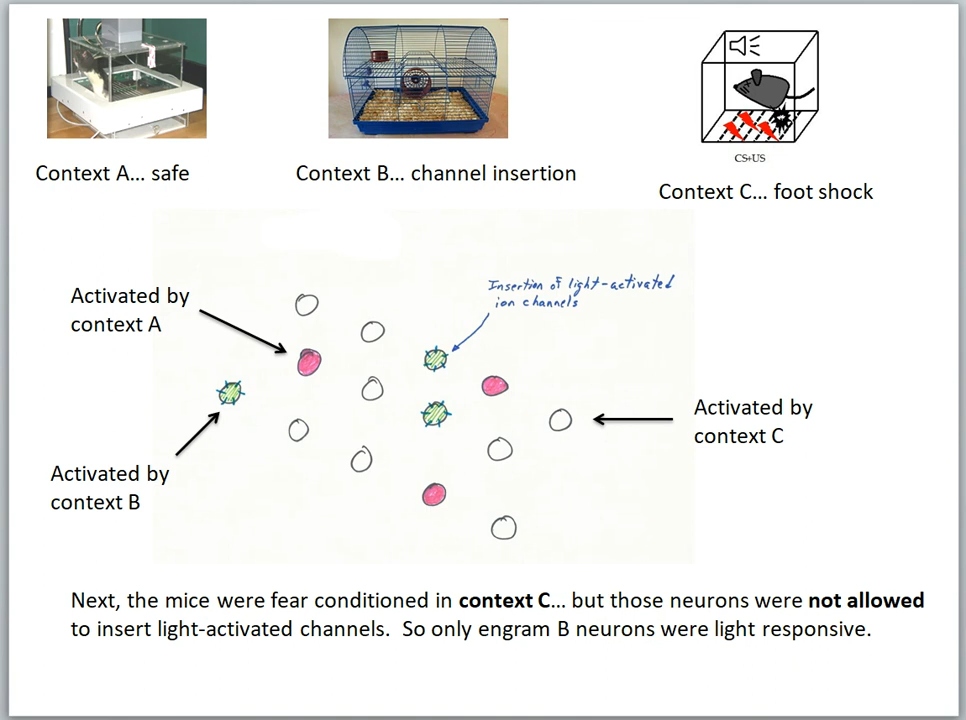 CS+US
Context A... safe
Context B... channel insertion
Context C... foot shock
Insertion of light-activated
ion channels
Activated by
context A
Activated by
context C
Activated by
context B
Next, the mice were fear conditioned in context C... but those neurons were not allowed
to insert light-activated channels.  So only engram B neurons were light responsive.